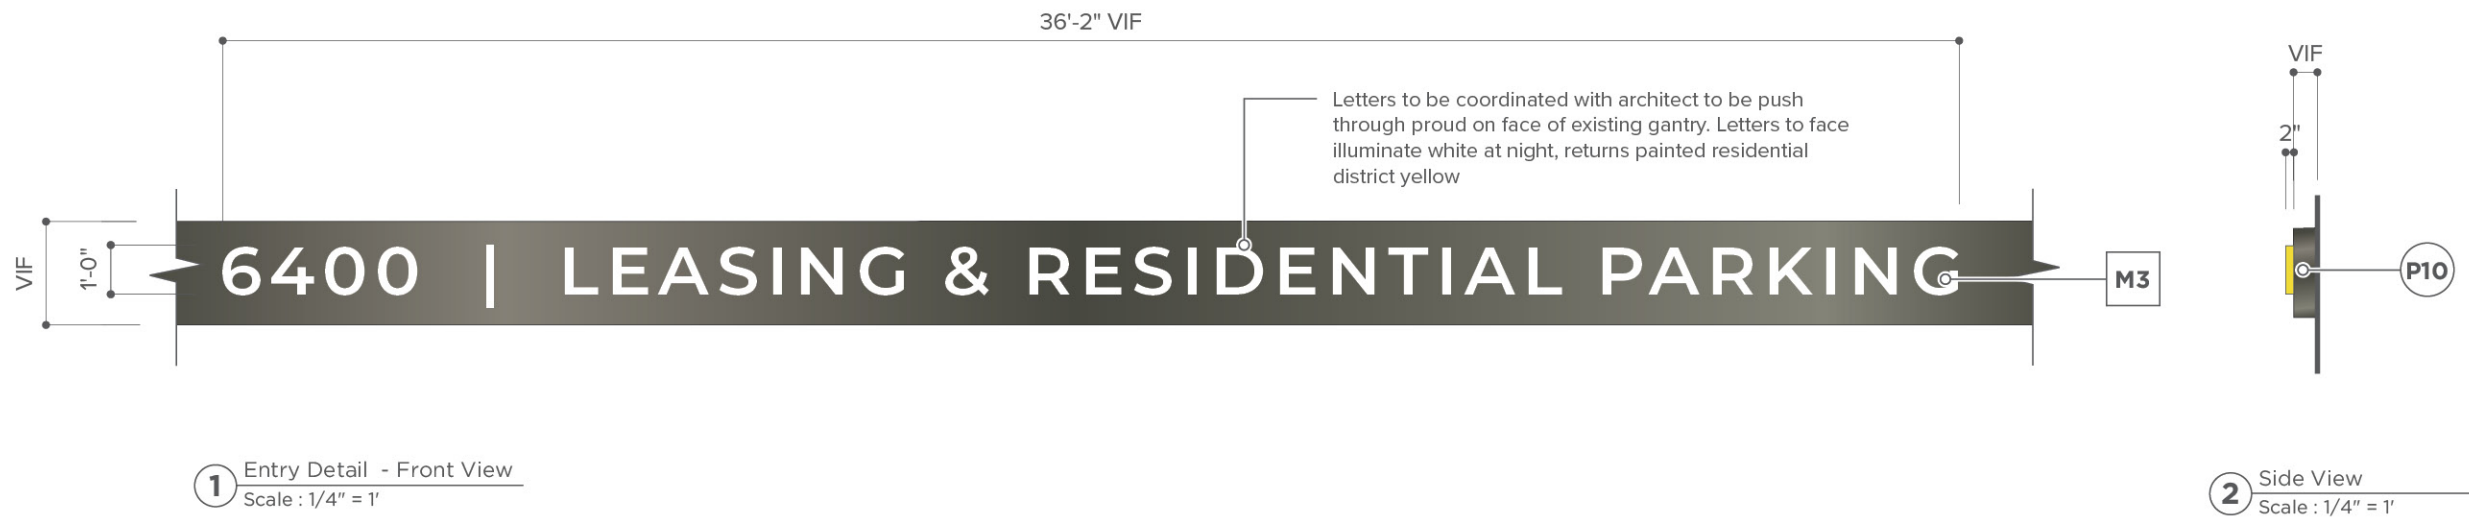 36'-2" VIF
VIF
Letters to be coordinated with architect to be push
through proud on face of existing gantry. Letters to face
illuminate white at night, returns painted residential
district yellow
2"
VIF
1'-0"
6400 | LEASING & RESIDENTIAL PARKING
M3
P10
1
Entry Detail - Front View
Scale : 1/4" = 1'
2
Side View
Scale : 1/4" = 1'